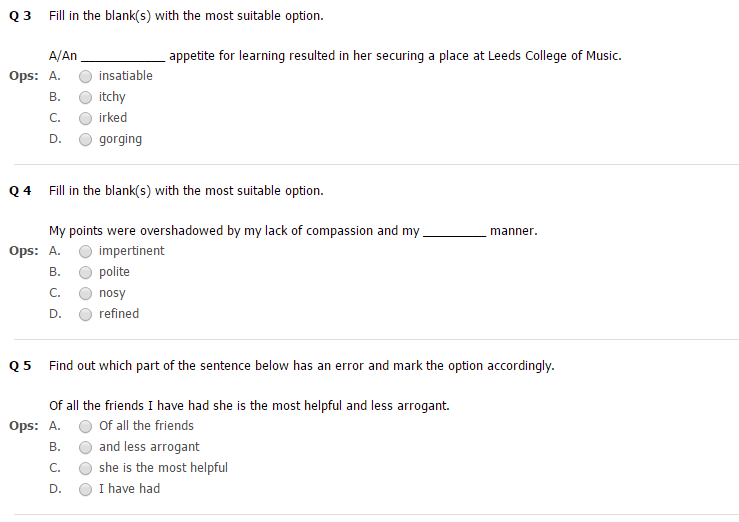 Q 3 Fill in the blank(s) with the most suitable option.
A/An _____________ appetite for learning resulted in her securing a place at Leeds College of Music.
Ops: A. insatiable
B. itchy
C. irked
D. gorging
Q 4 Fill in the blank(s) with the most suitable option.
My points were overshadowed by my lack of compassion and my __________ manner.
Ops: A. impertinent
B. polite
C. nosy
D. refined
Q 5 Find out which part of the sentence below has an error and mark the option accordingly.
Of all the friends I have had she is the most helpful and less arrogant.
Ops: A. Of all the friends
B. and less arrogant
C. she is the most helpful
D. I have had